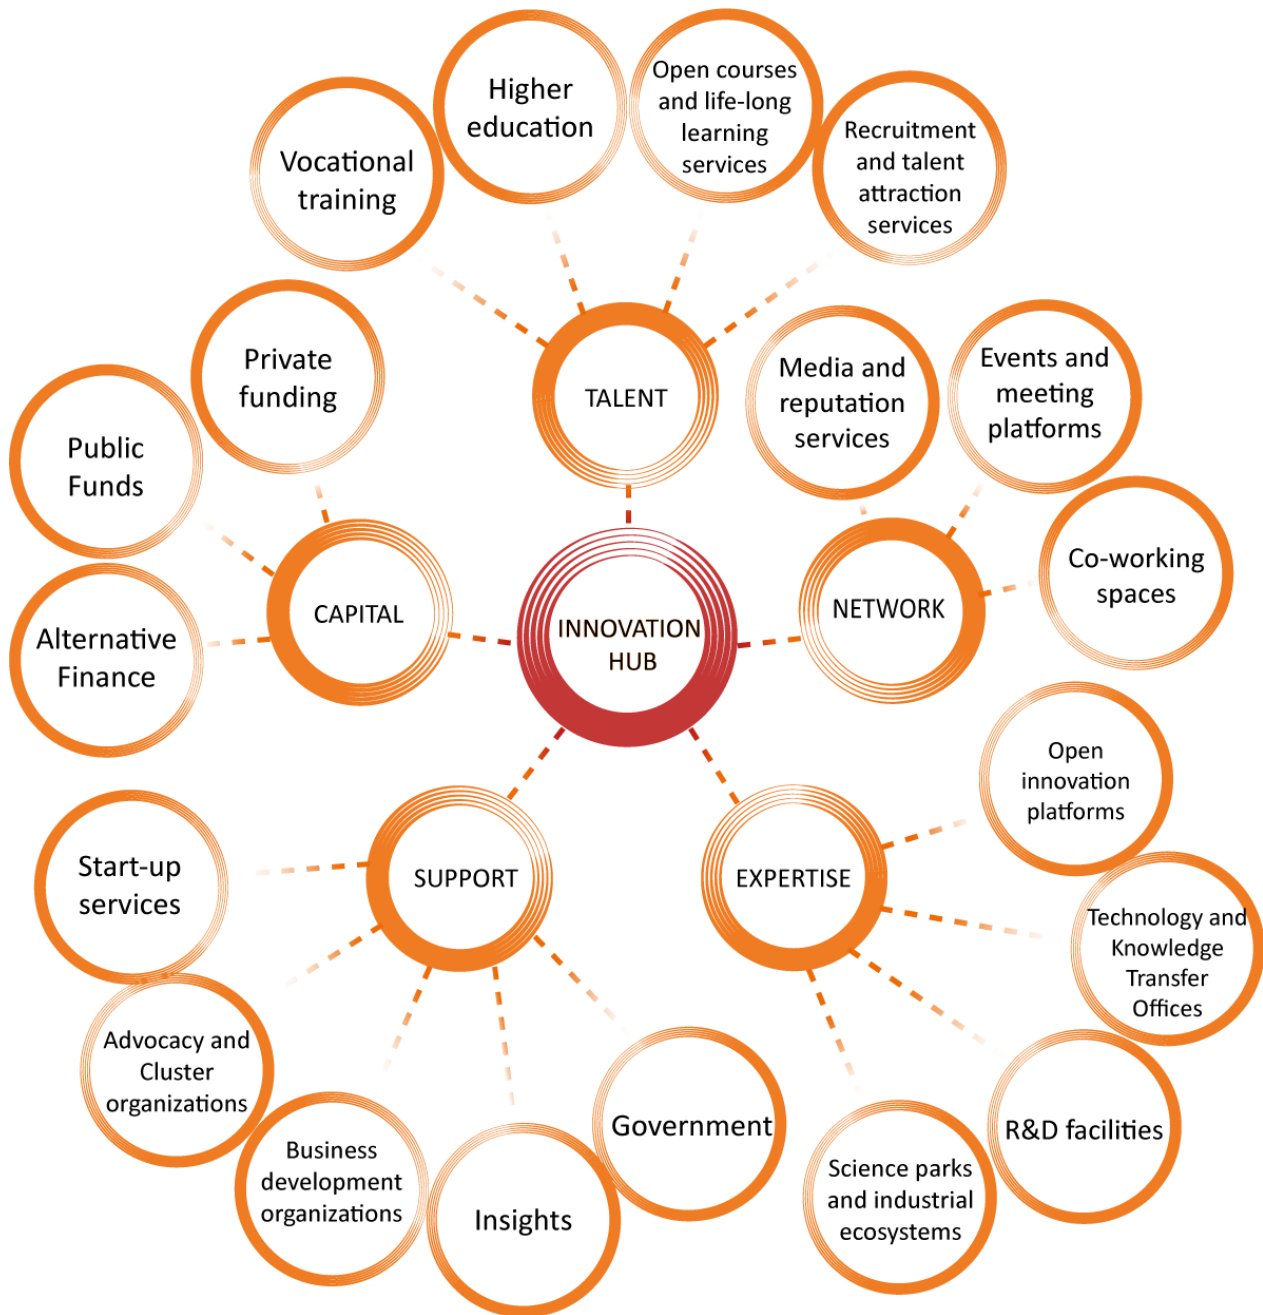 Higher
education
Open courses
and life-long
learning
services
Vocational
training
Recruitment
and talent
attraction
services
Private
funding
Media and
reputation
services
Events and
meeting
platforms
TALENT
Public
Funds
Co-working
spaces
CAPITAL
INNOVATION
HUB
NETWORK
Alternative
Finance
Open
innovation
platforms
Start-up
services
SUPPORT
EXPERTISE
Technology and
Knowledge
Transfer
Offices
Advocacy and
Cluster
organizations
Government
R&D facilities
Business
development
organizations
Insights
Science parks
and industrial
ecosystems